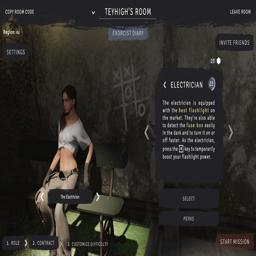 COPY ROOM CODE
TEYHIGH'S ROOM
LEAVE ROOM
Region: eu
EXORCIST DIARY
INVITE FRIENDS
SETTINGS
ELECTRICIAN
The electrician is equipped
with the best flashlight on
the market. They're also able
to detect the fuse box easily
in the dark and to turn it on or
off faster. As the electrician,
press the key to temporarily
boost your flashlight power.
The Electrician
SELECT
PERKS
1. ROLE
2. CONTRACT
3. CUSTOMIZE DIFFICULTY
START MISSION